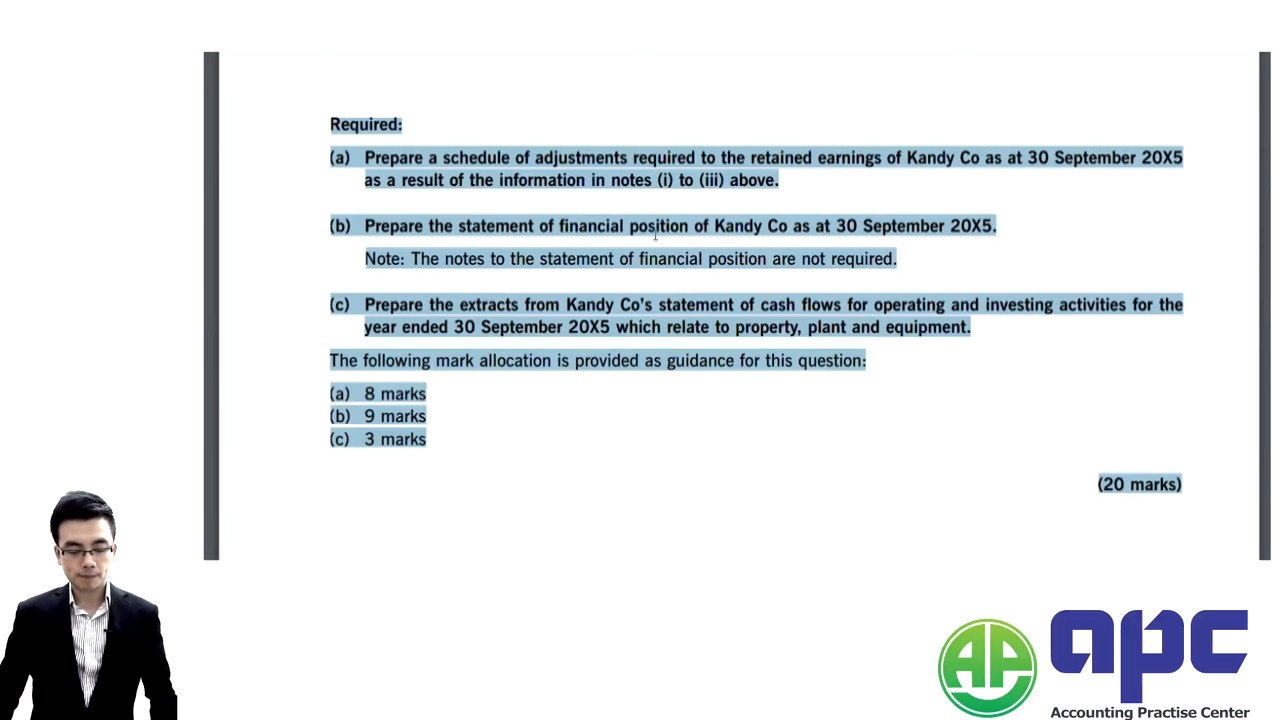 Required:
(a) Prepare a schedule of adjustments required to the retained earnings of Kandy Co as at 30 September 20X5
as a result of the information in notes (i) to (iii) above.
(b) Prepare the statement of financial position of Kandy Co as at 30 September 20X5.
Note: The notes to the statement of financial position are not required.
(c) Prepare the extracts from Kandy Co's statement of cash flows for operating and investing activities for the
year ended 30 September 20X5 which relate to property, plant and equipment.
The following mark allocation is provided as guidance for this question:
(a) 8 marks
(b) 9 marks
(c) 3 marks
(20 marks)
AP
apc
Accounting Practise Center